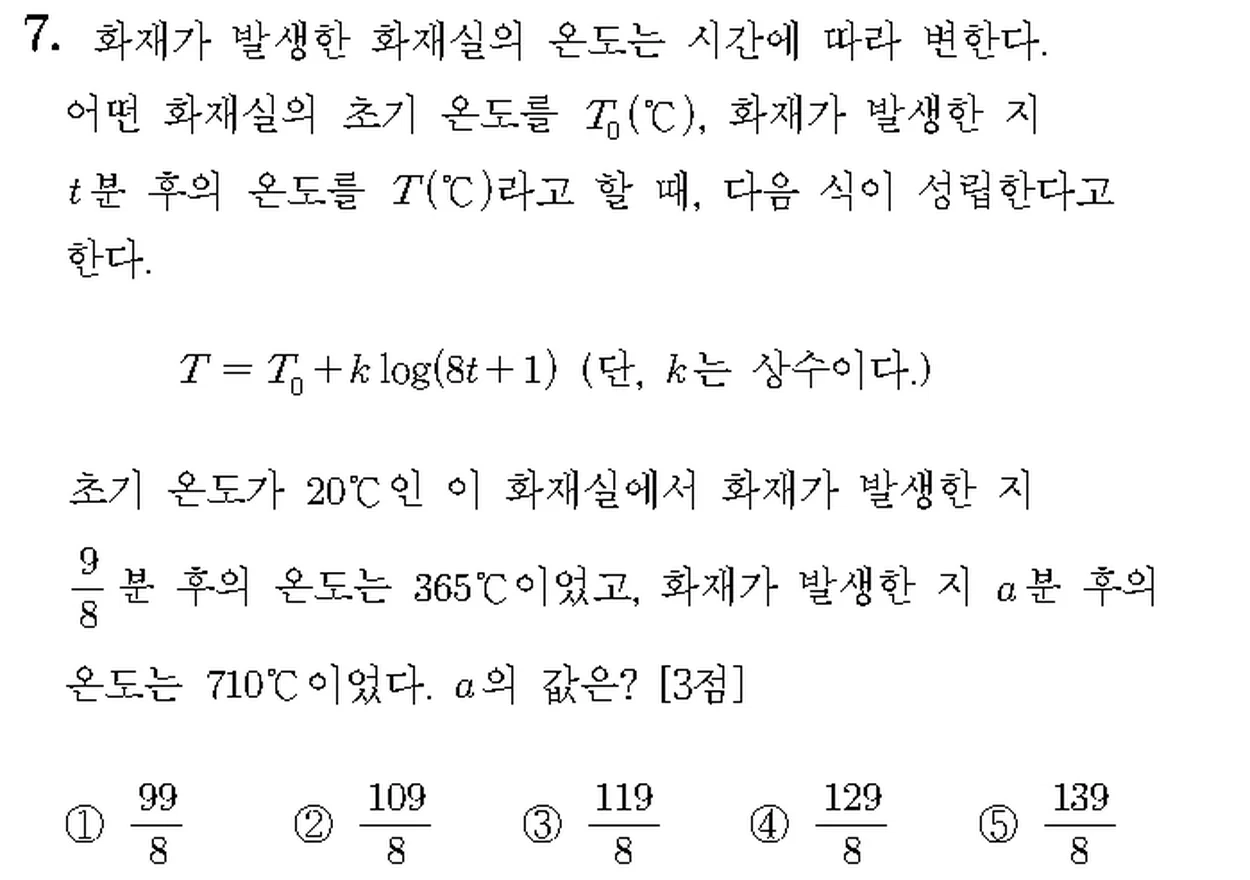 7. 화재가 발생한 화재실의 온도는 시간에 따라 변한다.
어떤 화재실의 초기 온도를 T₀(℃), 화재가 발생한 지
t분 후의 온도를 T(℃)라고 할 때, 다음 식이 성립한다고
한다.
T = T₀ + k log(8t+1) (단, k는 상수이다.)
초기 온도가 20℃인 이 화재실에서 화재가 발생한 지
9/8분 후의 온도는 365℃이었고, 화재가 발생한 지 a분 후의
온도는 710℃이었다. a의 값은? [3점]
① 99/8 ② 109/8 ③ 119/8 ④ 129/8 ⑤ 139/8